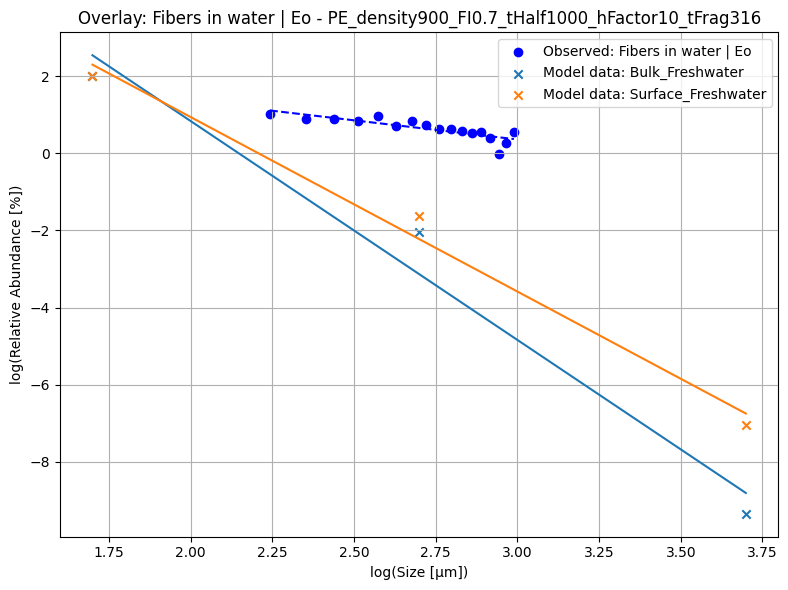 Overlay: Fibers in water | Eo - PE_density900_FI0.7_tHalf1000_hFactor10_tFrag316
Observed: Fibers in water | Eo
Model data: Bulk_Freshwater
Model data: Surface_Freshwater
log(Relative Abundance [%])
2
0
−2
−4
−6
−8
1.75 2.00 2.25 2.50 2.75 3.00 3.25 3.50 3.75
log(Size [μm])